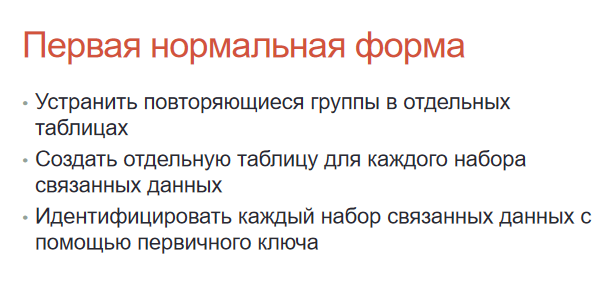 Первая нормальная форма
• Устранить повторяющиеся группы в отдельных
таблицах
• Создать отдельную таблицу для каждого набора
связанных данных
• Идентифицировать каждый набор связанных данных с
помощью первичного ключа